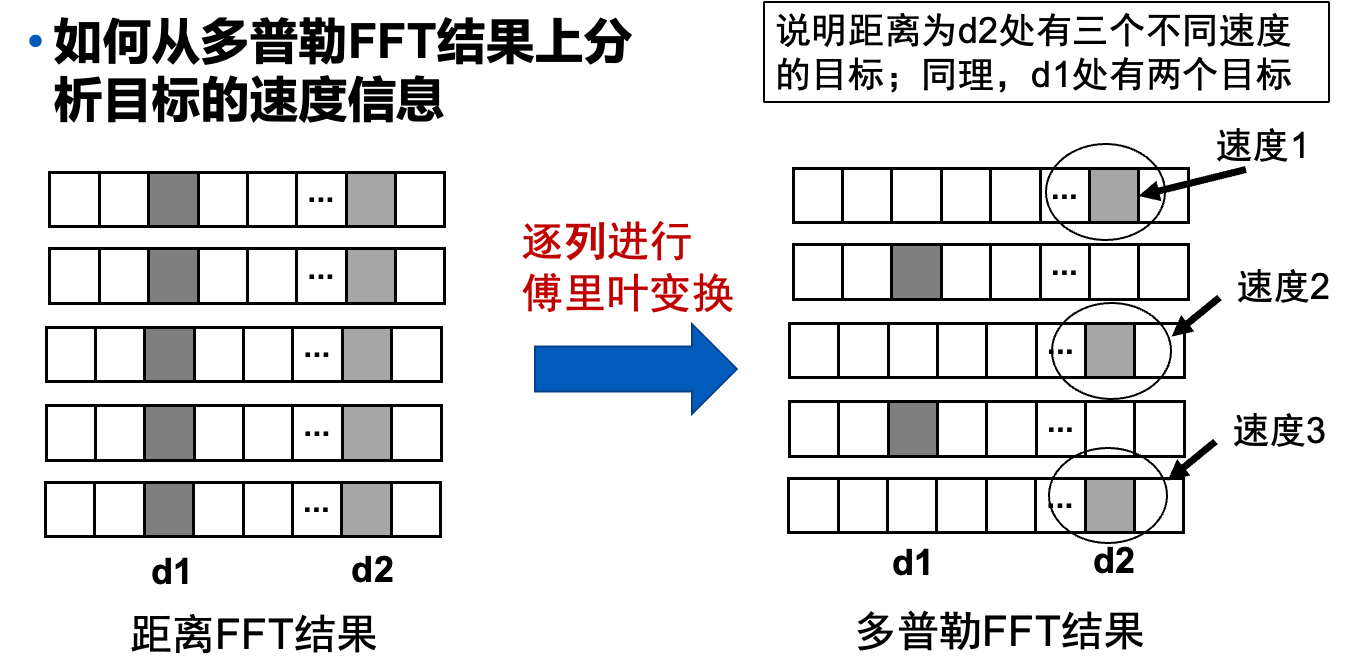 • 如何从多普勒FFT结果上分
析目标的速度信息
说明距离为d2处有三个不同速度
的目标；同理，d1处有两个目标
...
...
...
...
...
d1
d2
距离FFT结果
逐列进行
傅里叶变换
...
速度1
...
速度2
...
...
速度3
...
d1
d2
多普勒FFT结果